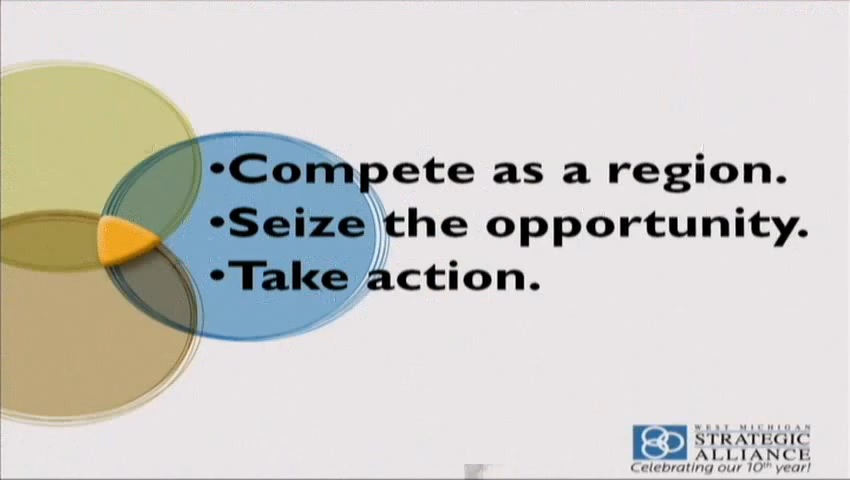 •Compete as a region.
•Seize the opportunity.
•Take action.
WEST MICHIGAN
STRATEGIC
ALLIANCE
Celebrating our 10th year!